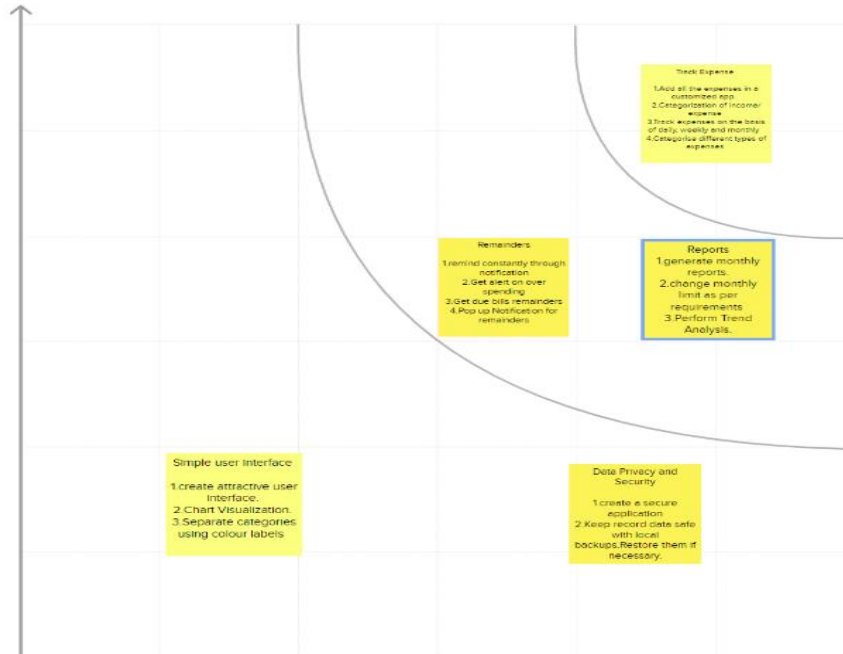 Track Expense
1.Add all the expenses in a
customized app.
2.Categorization of income/
expense
3.Track expenses on the basis
of daily, weekly and monthly
4.Categorise different types of
expenses
Remainders
1.remind constantly through
notification
2.Get alert on over
spending
3.Get due bills remainders
4.Pop up Notification for
remainders
Reports
1.generate monthly
reports.
2.change monthly
limit as per
requirements
3.Perform Trend
Analysis.
Simple user interface
1.create attractive user
interface.
2.Chart Visualization.
3.Separate categories
using colour labels
Data Privacy and
Security
1.create a secure
application
2.Keep record data safe
with local
backups.Restore them if
necessary.